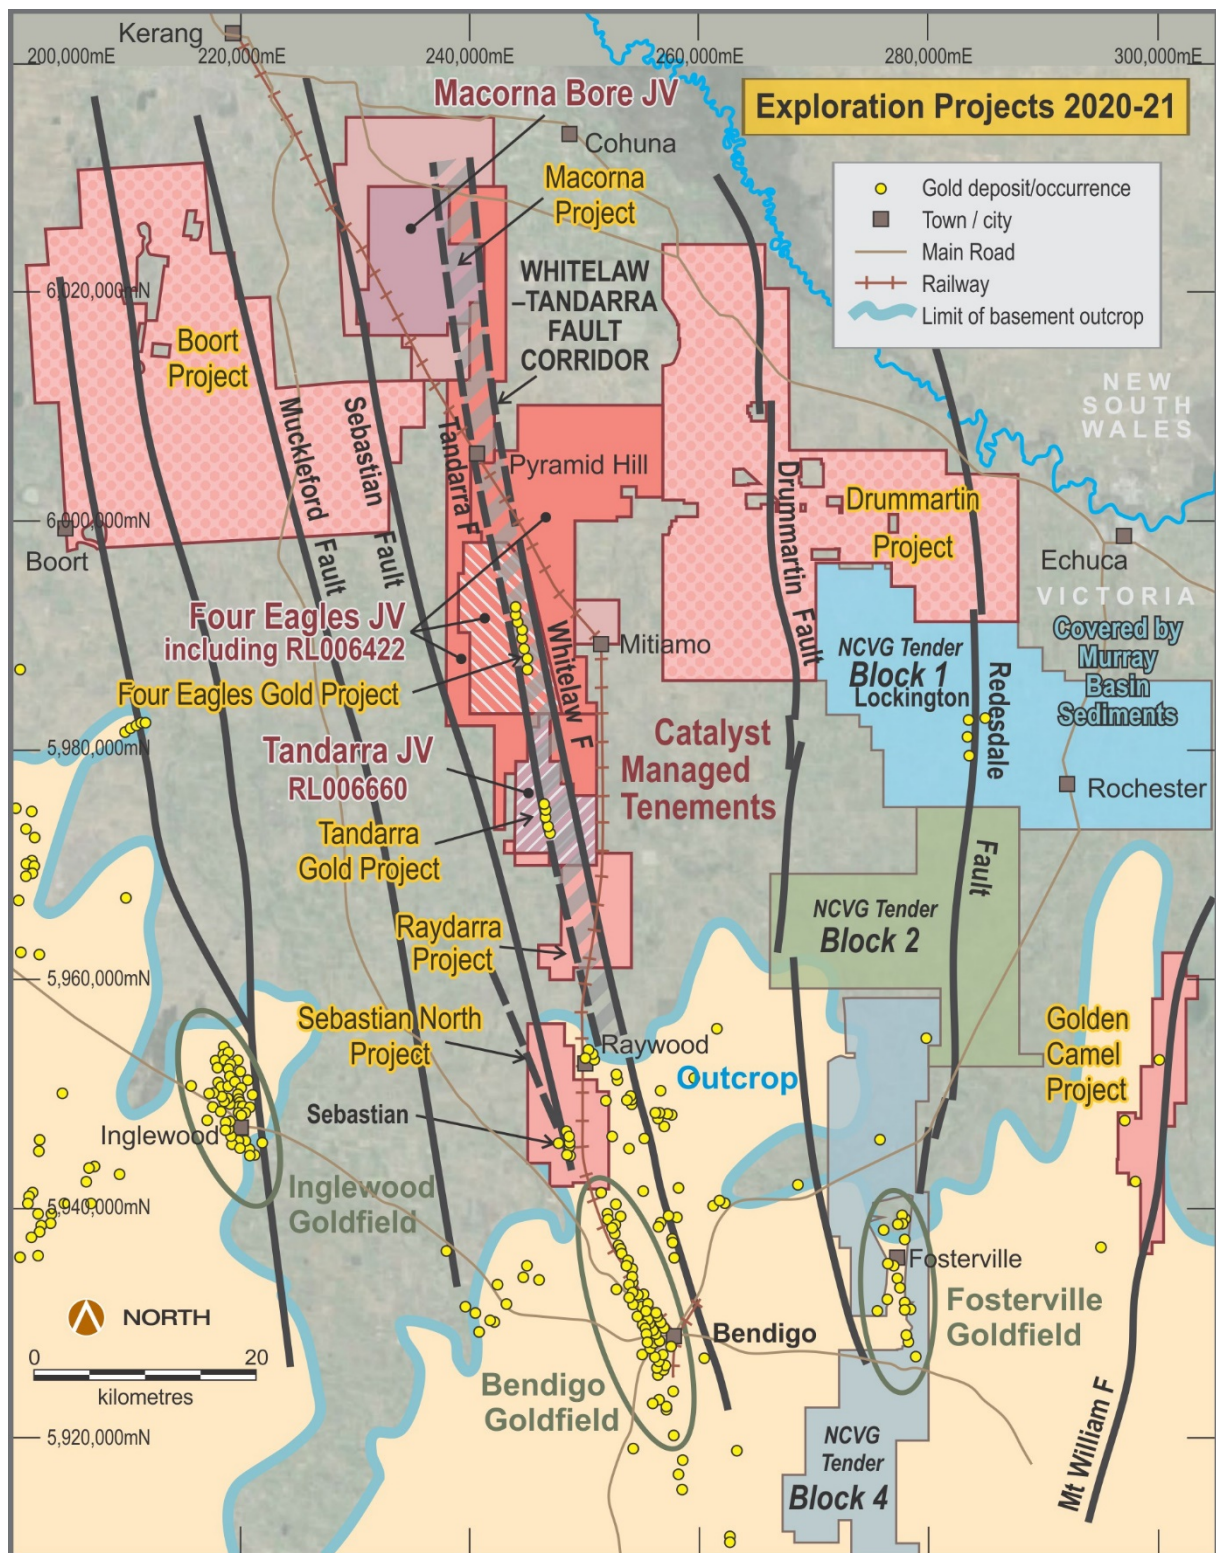 Kerang
200,000mE
220,000mE
240,000mE
260,000mE
280,000mE
300,000mE
Macorna Bore JV
Exploration Projects 2020-21
Cohuna
Macorna
Project
Gold deposit/occurrence
Town / city
Main Road
Railway
Limit of basement outcrop
WHITELAW
–TANDARRA
FAULT
CORRIDOR
6,020,000mN
Boort
Project
NEW
SOUTH
WALES
Muckleford
Fault
Sebastian
Fault
Tandarra F
Pyramid Hill
Drummartin
Fault
Drummartin
Project
6,000,000mN
Boort
Echuca
VICTORIA
Four Eagles JV
including RL006422
Whitelaw F
Mitiamo
NCVG Tender
Block 1
Lockington
Redesdale
Fault
Covered by
Murray
Basin
Sediments
Four Eagles Gold Project
5,980,000mN
Tandarra JV
RL006660
Catalyst
Managed
Tenements
Rochester
Tandarra
Gold Project
NCVG Tender
Block 2
Raydarra
Project
5,960,000mN
Sebastian North
Project
Raywood
Golden
Camel
Project
Outcrop
Sebastian
Inglewood
Inglewood
Goldfield
5,940,000mN
Fosterville
Fosterville
Goldfield
NORTH
Bendigo
0
20
kilometres
Bendigo
Goldfield
Mt William F
5,920,000mN
NCVG
Tender
Block 4